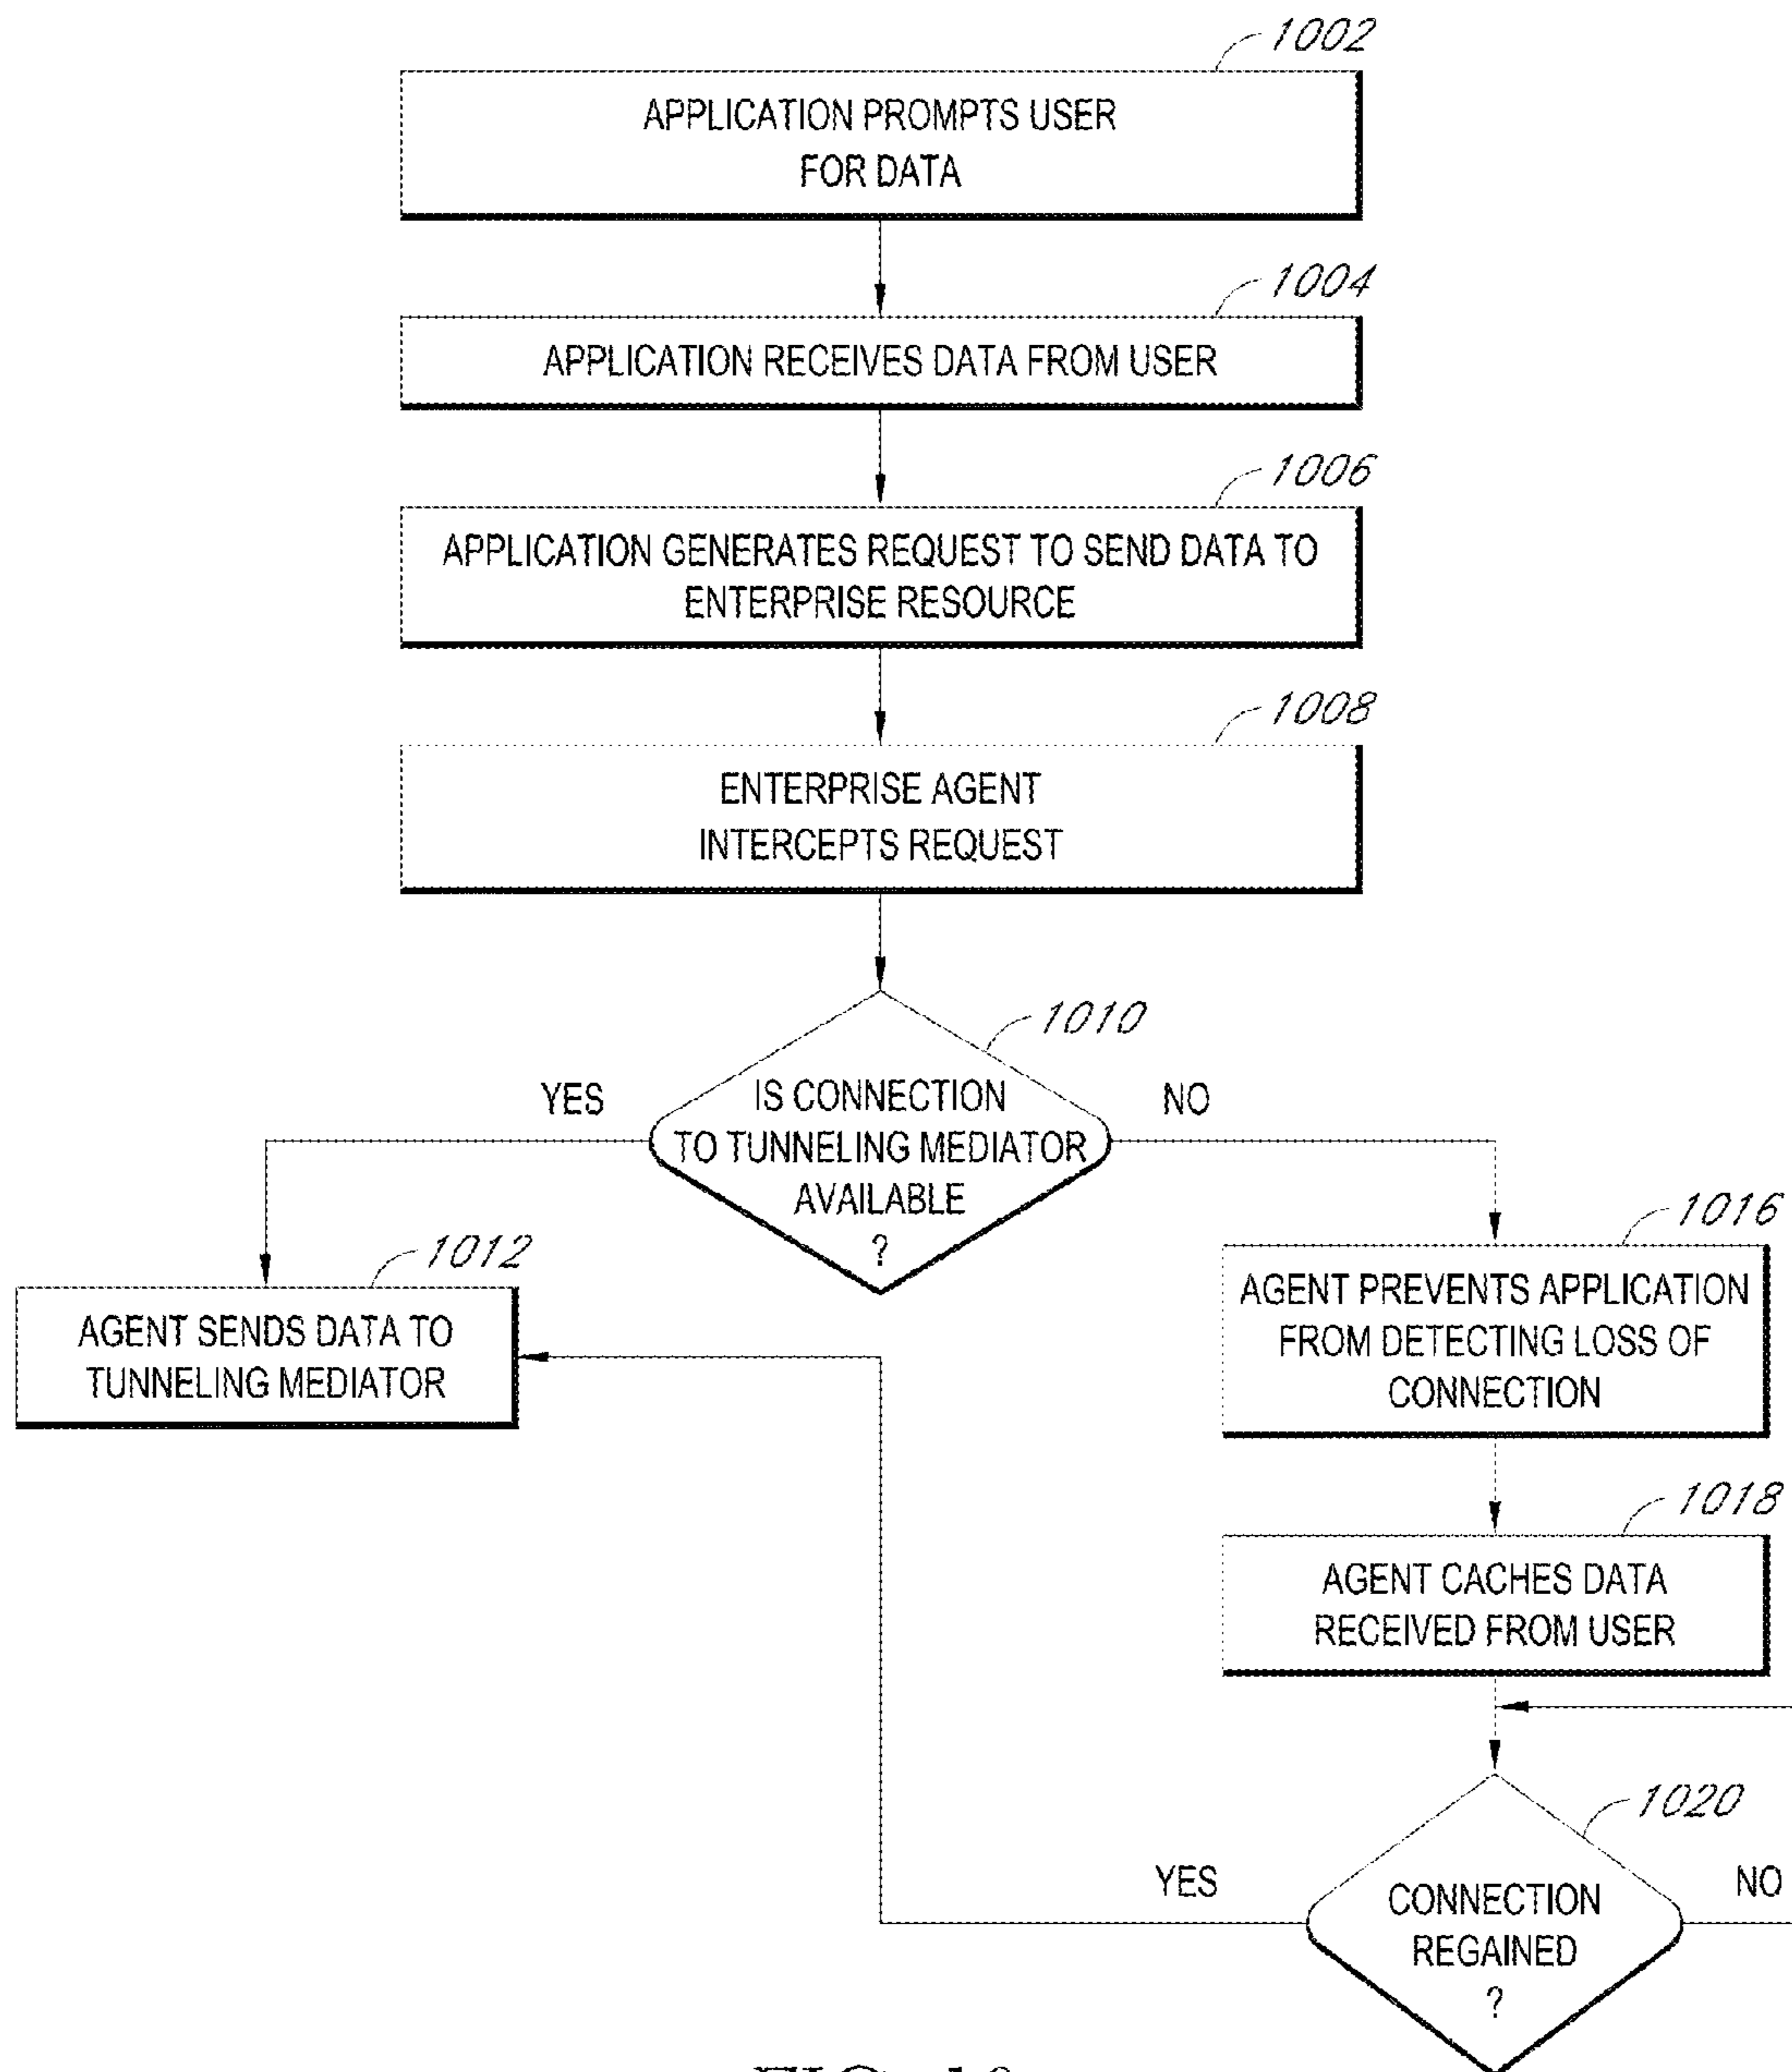 1002
APPLICATION PROMPTS USER
FOR DATA
1004
APPLICATION RECEIVES DATA FROM USER
1006
APPLICATION GENERATES REQUEST TO SEND DATA TO
ENTERPRISE RESOURCE
1008
ENTERPRISE AGENT
INTERCEPTS REQUEST
1010
YES
IS CONNECTION
TO TUNNELING MEDIATOR
AVAILABLE
?
NO
1012
AGENT SENDS DATA TO
TUNNELING MEDIATOR
1016
AGENT PREVENTS APPLICATION
FROM DETECTING LOSS OF
CONNECTION
1018
AGENT CACHES DATA
RECEIVED FROM USER
1020
YES
CONNECTION
REGAINED
?
NO